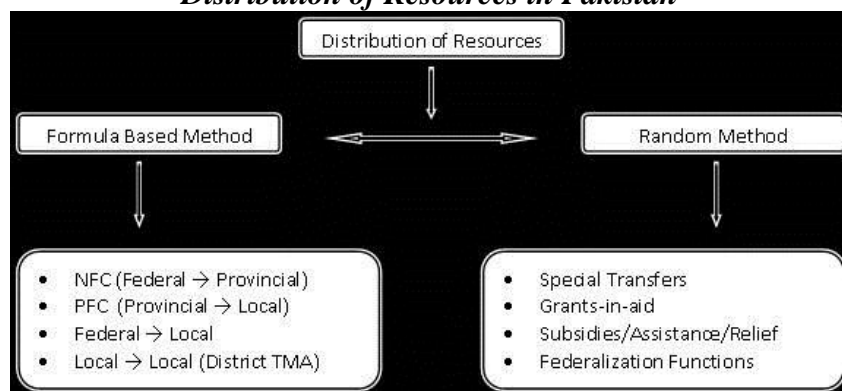 Distribution of Resources in Pakistan
Distribution of Resources
Formula Based Method
Random Method
• NFC (Federal → Provincial)
• PFC (Provincial → Local)
• Federal → Local
• Local → Local (District TMA)
• Special Transfers
• Grants-in-aid
• Subsidies/Assistance/Relief
• Federalization Functions